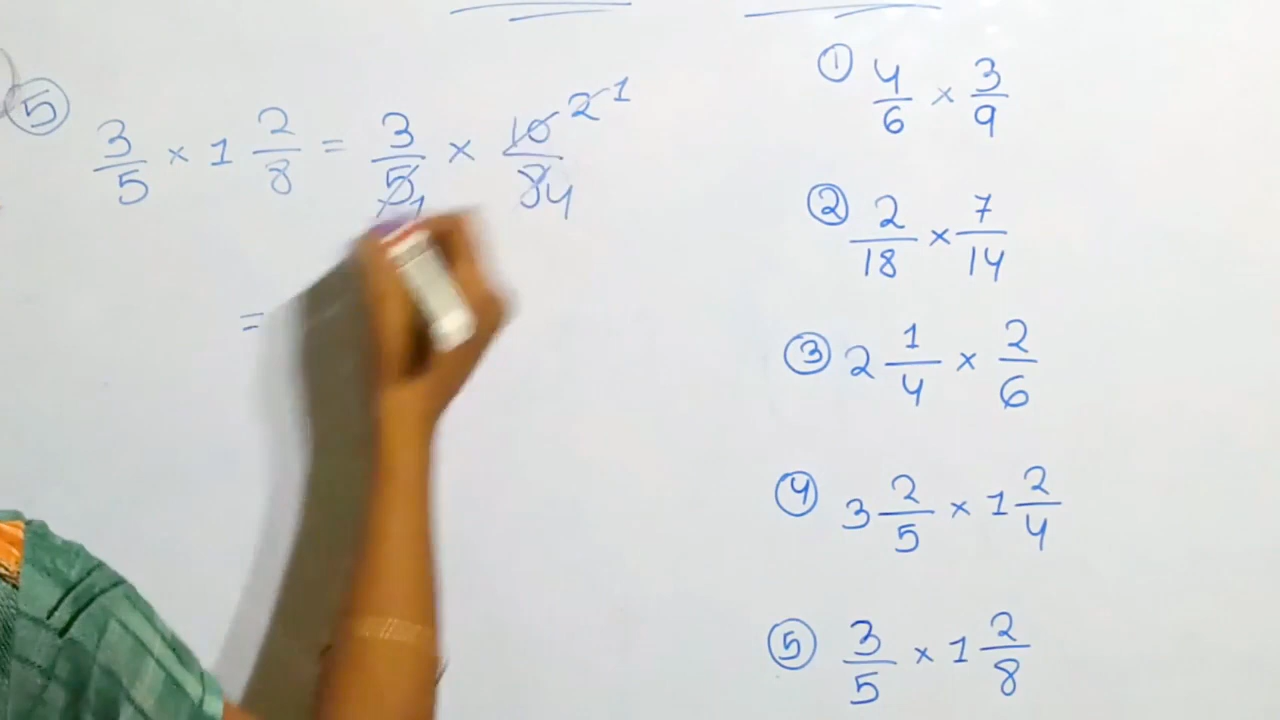 ⑤ 3/5 × 1 2/8 = 3/5 1 × 10/8 2 1 4
=
① 4/6 × 3/9
② 2/18 × 7/14
③ 2 1/4 × 2/6
④ 3 2/5 × 1 2/4
⑤ 3/5 × 1 2/8